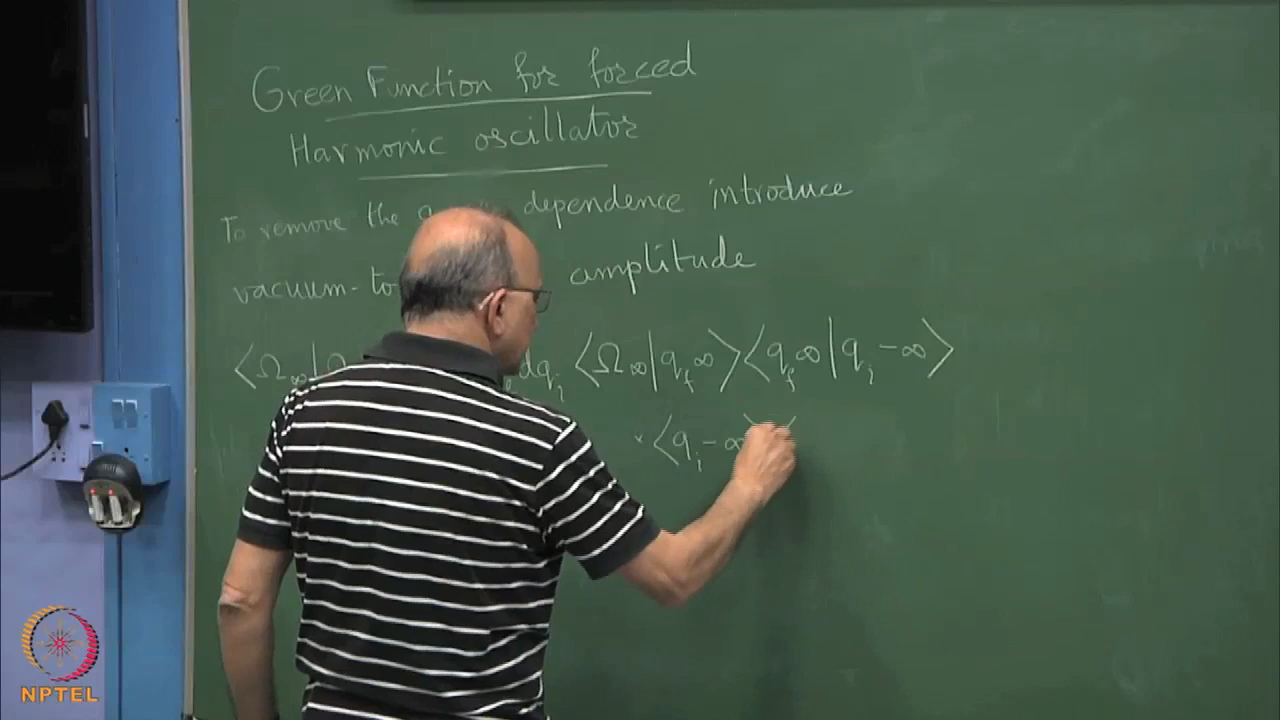 Green Function for forced
Harmonic oscillator
To remove the dependence introduce
vacuum-to amplitude
⟨Ω∞| dq_i ⟨Ω∞|q_f ∞⟩⟨q_f ∞|q_i -∞⟩
× ⟨q_i -∞⟩
NPTEL